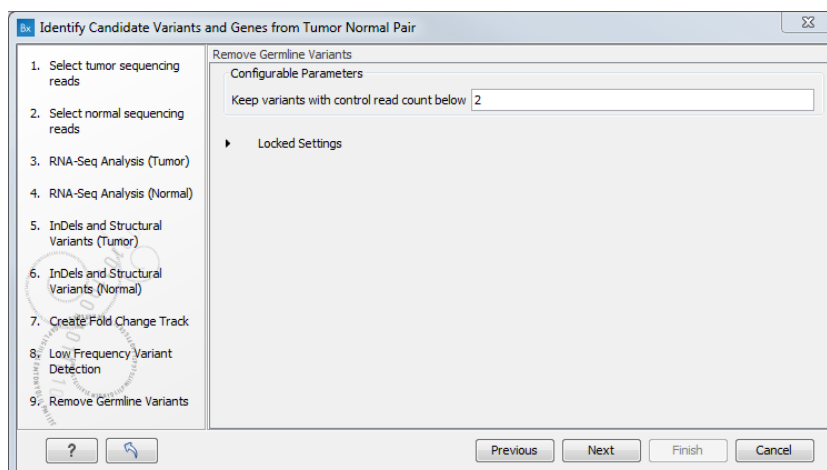 Bx Identify Candidate Variants and Genes from Tumor Normal Pair
1. Select tumor sequencing
reads
2. Select normal sequencing
reads
3. RNA-Seq Analysis (Tumor)
4. RNA-Seq Analysis (Normal)
5. InDels and Structural
Variants (Tumor)
6. InDels and Structural
Variants (Normal)
7. Create Fold Change Track
8. Low Frequency Variant
Detection
9. Remove Germline Variants
Remove Germline Variants
Configurable Parameters
Keep variants with control read count below 2
Locked Settings
?
Previous Next Finish Cancel